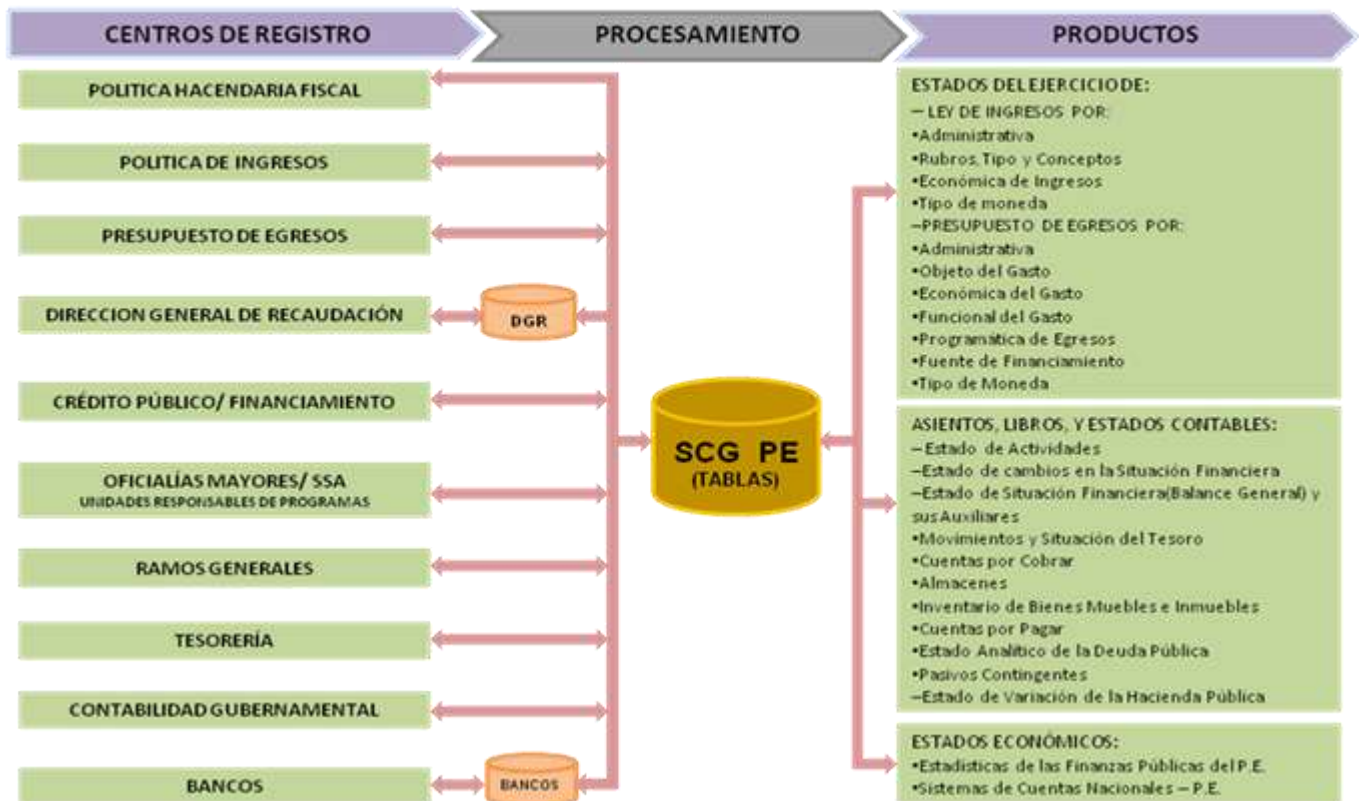 CENTROS DE REGISTRO
PROCESAMIENTO
PRODUCTOS
POLITICA HACENDARIA FISCAL
POLITICA DE INGRESOS
PRESUPUESTO DE EGRESOS
DIRECCION GENERAL DE RECAUDACIÓN
DGR
CRÉDITO PÚBLICO/ FINANCIAMIENTO
OFICIALÍAS MAYORES/ SSA
UNIDADES RESPONSABLES DE PROGRAMAS
RAMOS GENERALES
TESORERÍA
CONTABILIDAD GUBERNAMENTAL
BANCOS
BANCOS
SCG PE
(TABLAS)
ESTADOS DEL EJERCICIO DE:
– LEY DE INGRESOS POR:
•Administrativa
•Rubros, Tipo y Conceptos
•Económica de Ingresos
•Tipo de moneda
–PRESUPUESTO DE EGRESOS POR:
•Administrativa
•Objeto del Gasto
•Económica del Gasto
•Funcional del Gasto
•Programática de Egresos
•Fuente de Financiamiento
•Tipo de Moneda
ASIENTOS, LIBROS, Y ESTADOS CONTABLES:
–Estado de Actividades
–Estado de cambios en la Situación Financiera
–Estado de Situación Financiera(Balance General) y
sus Auxiliares
•Movimientos y Situación del Tesoro
•Cuentas por Cobrar
•Almacenes
•Inventario de Bienes Muebles e Inmuebles
•Cuentas por Pagar
•Estado Analítico de la Deuda Pública
•Pasivos Contingentes
–Estado de Variación de la Hacienda Pública
ESTADOS ECONÓMICOS:
•Estadísticas de las Finanzas Públicas del P.E.
•Sistemas de Cuentas Nacionales – P.E.